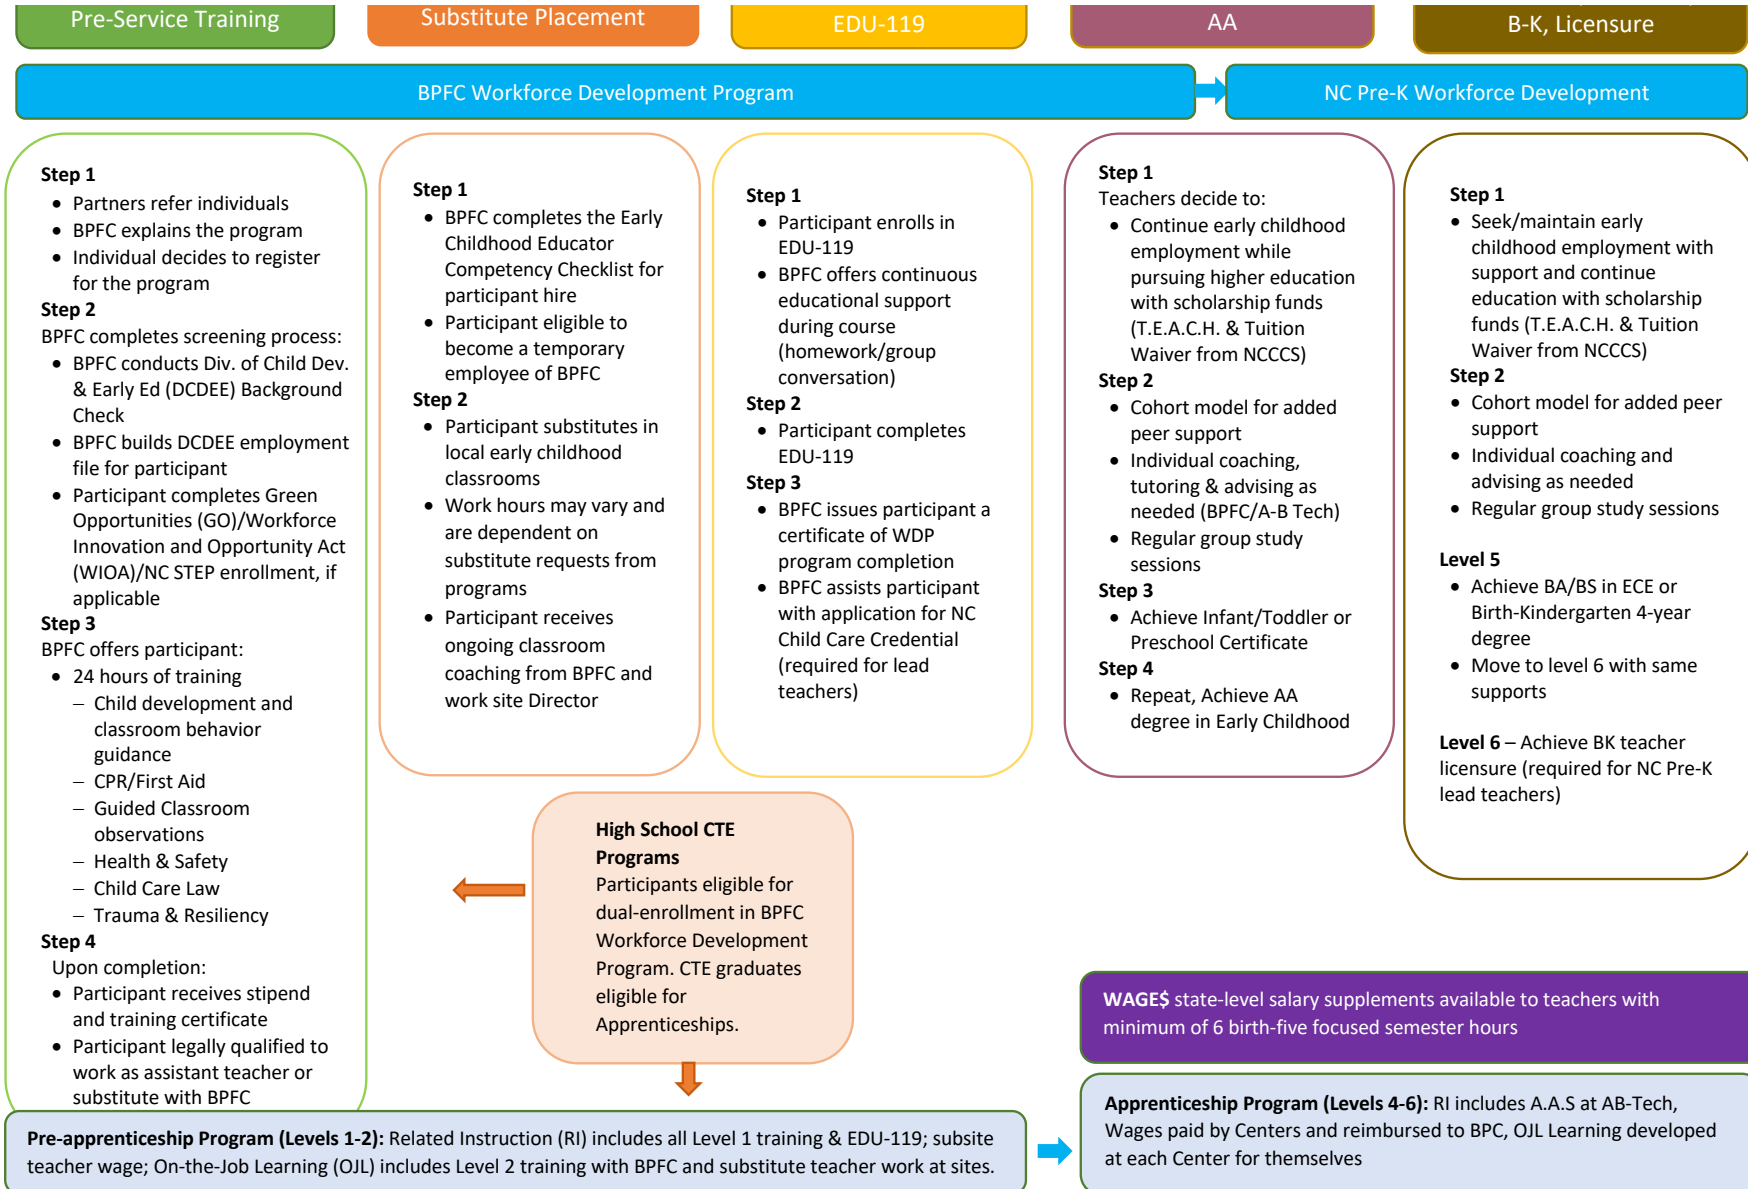 Pre-Service Training
Substitute Placement
EDU-119
AA
B-K, Licensure
BPFC Workforce Development Program
NC Pre-K Workforce Development
Step 1
• Partners refer individuals
• BPFC explains the program
• Individual decides to register
for the program
Step 2
BPFC completes screening process:
• BPFC conducts Div. of Child Dev.
& Early Ed (DCDEE) Background
Check
• BPFC builds DCDEE employment
file for participant
• Participant completes Green
Opportunities (GO)/Workforce
Innovation and Opportunity Act
(WIOA)/NC STEP enrollment, if
applicable
Step 3
BPFC offers participant:
• 24 hours of training
– Child development and
classroom behavior
guidance
– CPR/First Aid
– Guided Classroom
observations
– Health & Safety
– Child Care Law
– Trauma & Resiliency
Step 4
Upon completion:
• Participant receives stipend
and training certificate
• Participant legally qualified to
work as assistant teacher or
substitute with BPFC
Step 1
• BPFC completes the Early
Childhood Educator
Competency Checklist for
participant hire
• Participant eligible to
become a temporary
employee of BPFC
Step 2
• Participant substitutes in
local early childhood
classrooms
• Work hours may vary and
are dependent on
substitute requests from
programs
• Participant receives
ongoing classroom
coaching from BPFC and
work site Director
Step 1
• Participant enrolls in
EDU-119
• BPFC offers continuous
educational support
during course
(homework/group
conversation)
Step 2
• Participant completes
EDU-119
Step 3
• BPFC issues participant a
certificate of WDP
program completion
• BPFC assists participant
with application for NC
Child Care Credential
(required for lead
teachers)
Step 1
Teachers decide to:
• Continue early childhood
employment while
pursuing higher education
with scholarship funds
(T.E.A.C.H. & Tuition
Waiver from NCCCS)
Step 2
• Cohort model for added
peer support
• Individual coaching,
tutoring & advising as
needed (BPFC/A-B Tech)
• Regular group study
sessions
Step 3
• Achieve Infant/Toddler or
Preschool Certificate
Step 4
• Repeat, Achieve AA
degree in Early Childhood
Step 1
• Seek/maintain early
childhood employment with
support and continue
education with scholarship
funds (T.E.A.C.H. & Tuition
Waiver from NCCCS)
Step 2
• Cohort model for added peer
support
• Individual coaching and
advising as needed
• Regular group study sessions
Level 5
• Achieve BA/BS in ECE or
Birth-Kindergarten 4-year
degree
• Move to level 6 with same
supports
Level 6 – Achieve BK teacher
licensure (required for NC Pre-K
lead teachers)
High School CTE
Programs
Participants eligible for
dual-enrollment in BPFC
Workforce Development
Program. CTE graduates
eligible for
Apprenticeships.
WAGE$ state-level salary supplements available to teachers with
minimum of 6 birth-five focused semester hours
Pre-apprenticeship Program (Levels 1-2): Related Instruction (RI) includes all Level 1 training & EDU-119; subsite
teacher wage; On-the-Job Learning (OJL) includes Level 2 training with BPFC and substitute teacher work at sites.
Apprenticeship Program (Levels 4-6): RI includes A.A.S at AB-Tech,
Wages paid by Centers and reimbursed to BPC, OJL Learning developed
at each Center for themselves